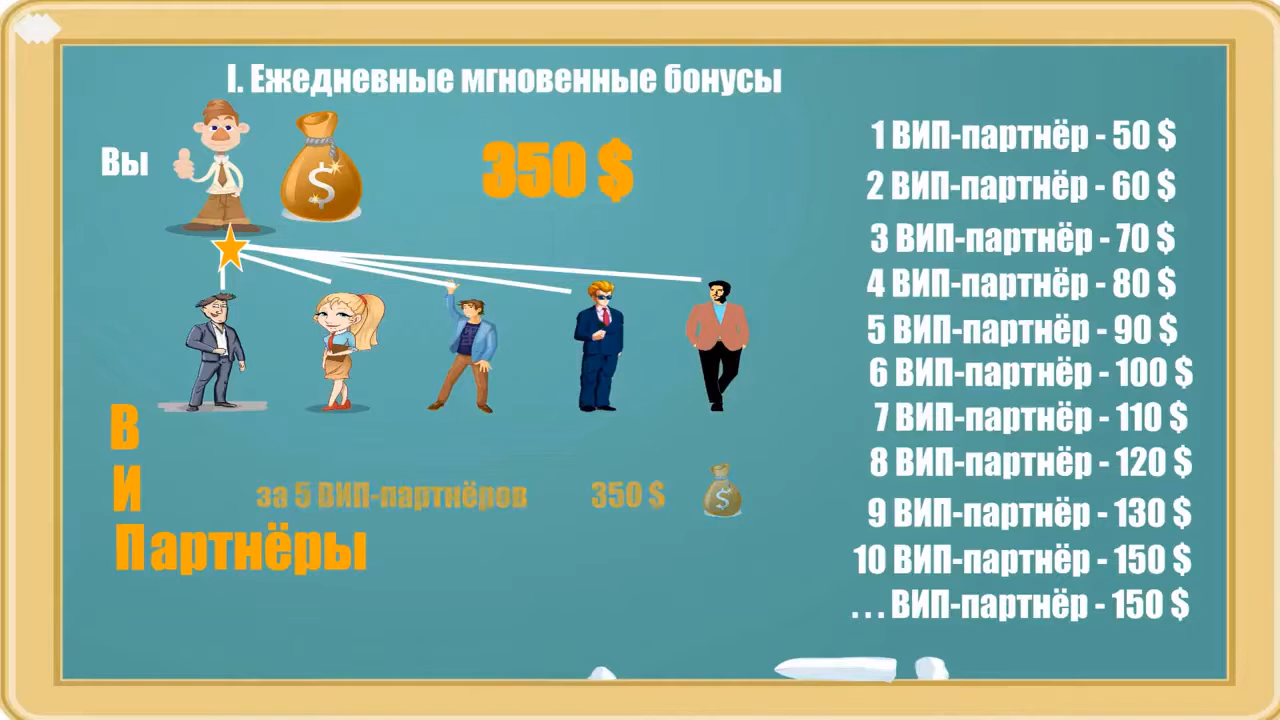 I. Ежедневные мгновенные бонусы
Вы
$
350 $
В
И
Партнёры
за 5 ВИП-партнёров 350 $
$
1 ВИП-партнёр - 50 $
2 ВИП-партнёр - 60 $
3 ВИП-партнёр - 70 $
4 ВИП-партнёр - 80 $
5 ВИП-партнёр - 90 $
6 ВИП-партнёр - 100 $
7 ВИП-партнёр - 110 $
8 ВИП-партнёр - 120 $
9 ВИП-партнёр - 130 $
10 ВИП-партнёр - 150 $
. . . ВИП-партнёр - 150 $